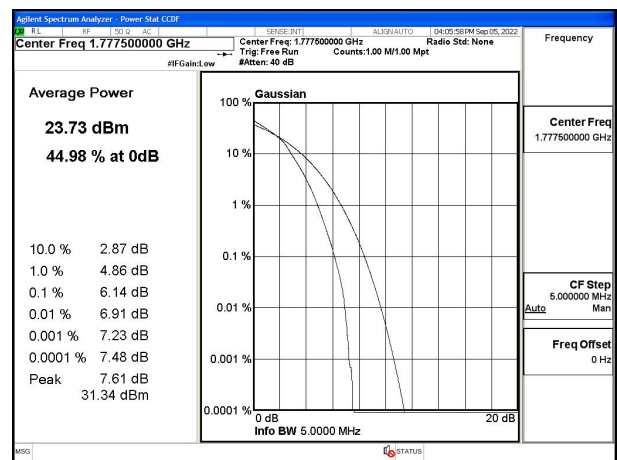 Agilent Spectrum Analyzer - Power Stat CCDF
LXI RL RF 50 Ω AC SENSE:INT ALIGN AUTO 04:05:58 PM Sep 05, 2022
Center Freq 1.777500000 GHz
Center Freq: 1.777500000 GHz Radio Std: None
Trig: Free Run Counts:1.00 M/1.00 Mpt
#IFGain:Low #Atten: 40 dB
Frequency
Average Power
23.73 dBm
44.98 % at 0dB
10.0 % 2.87 dB
1.0 % 4.86 dB
0.1 % 6.14 dB
0.01 % 6.91 dB
0.001 % 7.23 dB
0.0001 % 7.48 dB
Peak 7.61 dB
31.34 dBm
Gaussian
100 %
10 %
1 %
0.1 %
0.01 %
0.001 %
0.0001 %
0 dB 20 dB
Info BW 5.0000 MHz
Center Freq
1.777500000 GHz
CF Step
5.000000 MHz
Auto Man
Freq Offset
0 Hz
MSG STATUS